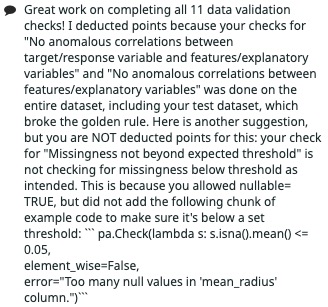 Great work on completing all 11 data validation
checks! I deducted points because your checks for
"No anomalous correlations between
target/response variable and features/explanatory
variables" and "No anomalous correlations between
features/explanatory variables" was done on the
entire dataset, including your test dataset, which
broke the golden rule. Here is another suggestion,
but you are NOT deducted points for this: your check
for "Missingness not beyond expected threshold" is
not checking for missingness below threshold as
intended. This is because you allowed nullable=
TRUE, but did not add the following chunk of
example code to make sure it's below a set
threshold: ``` pa.Check(lambda s: s.isna().mean() <=
0.05,
element_wise=False,
error="Too many null values in 'mean_radius'
column.")```